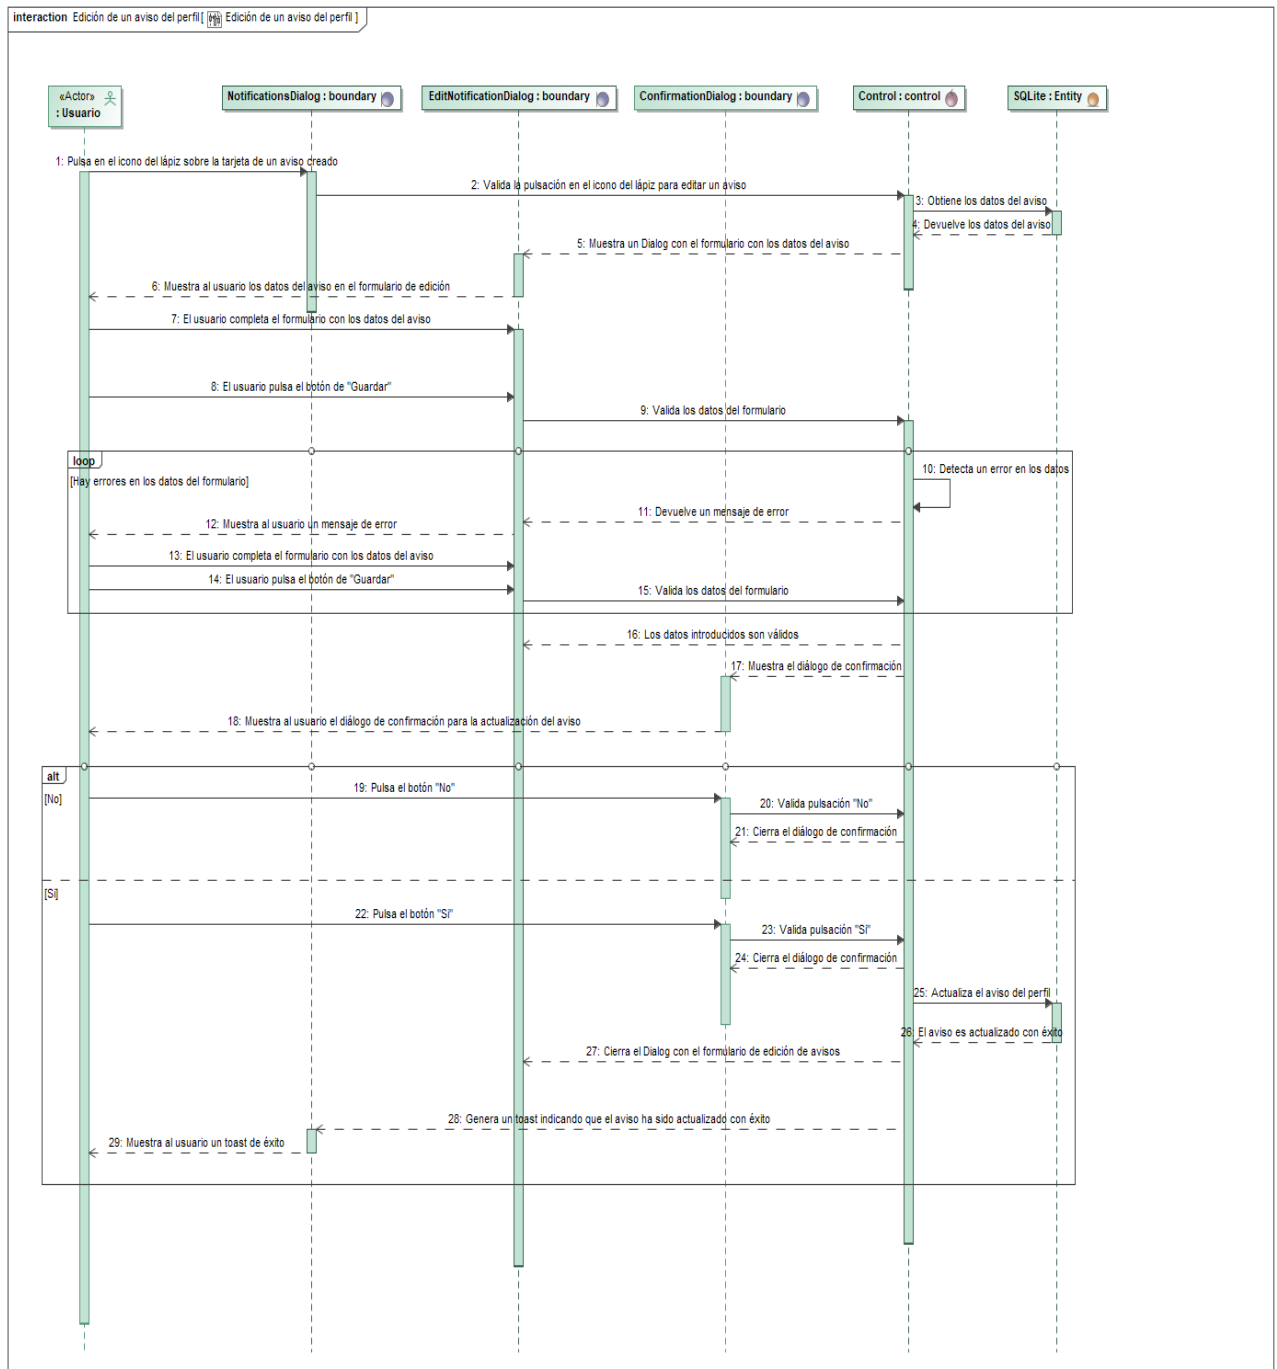 interaction Edición de un aviso del perfil[ Edición de un aviso del perfil ]
«Actor»
: Usuario
NotificationsDialog : boundary
EditNotificationDialog : boundary
ConfirmationDialog : boundary
Control : control
SQLite : Entity
1: Pulsa en el icono del lápiz sobre la tarjeta de un aviso creado
2: Valida la pulsación en el icono del lápiz para editar un aviso
3: Obtiene los datos del aviso
4: Devuelve los datos del aviso
5: Muestra un Dialog con el formulario con los datos del aviso
6: Muestra al usuario los datos del aviso en el formulario de edición
7: El usuario completa el formulario con los datos del aviso
8: El usuario pulsa el botón de "Guardar"
9: Valida los datos del formulario
loop
[Hay errores en los datos del formulario]
10: Detecta un error en los datos
11: Devuelve un mensaje de error
12: Muestra al usuario un mensaje de error
13: El usuario completa el formulario con los datos del aviso
14: El usuario pulsa el botón de "Guardar"
15: Valida los datos del formulario
16: Los datos introducidos son válidos
17: Muestra el diálogo de confirmación
18: Muestra al usuario el diálogo de confirmación para la actualización del aviso
alt
[No]
19: Pulsa el botón "No"
20: Valida pulsación "No"
21: Cierra el diálogo de confirmación
[Si]
22: Pulsa el botón "Si"
23: Valida pulsación "Si"
24: Cierra el diálogo de confirmación
25: Actualiza el aviso del perfil
26: El aviso es actualizado con éxito
27: Cierra el Dialog con el formulario de edición de avisos
28: Genera un toast indicando que el aviso ha sido actualizado con éxito
29: Muestra al usuario un toast de éxito